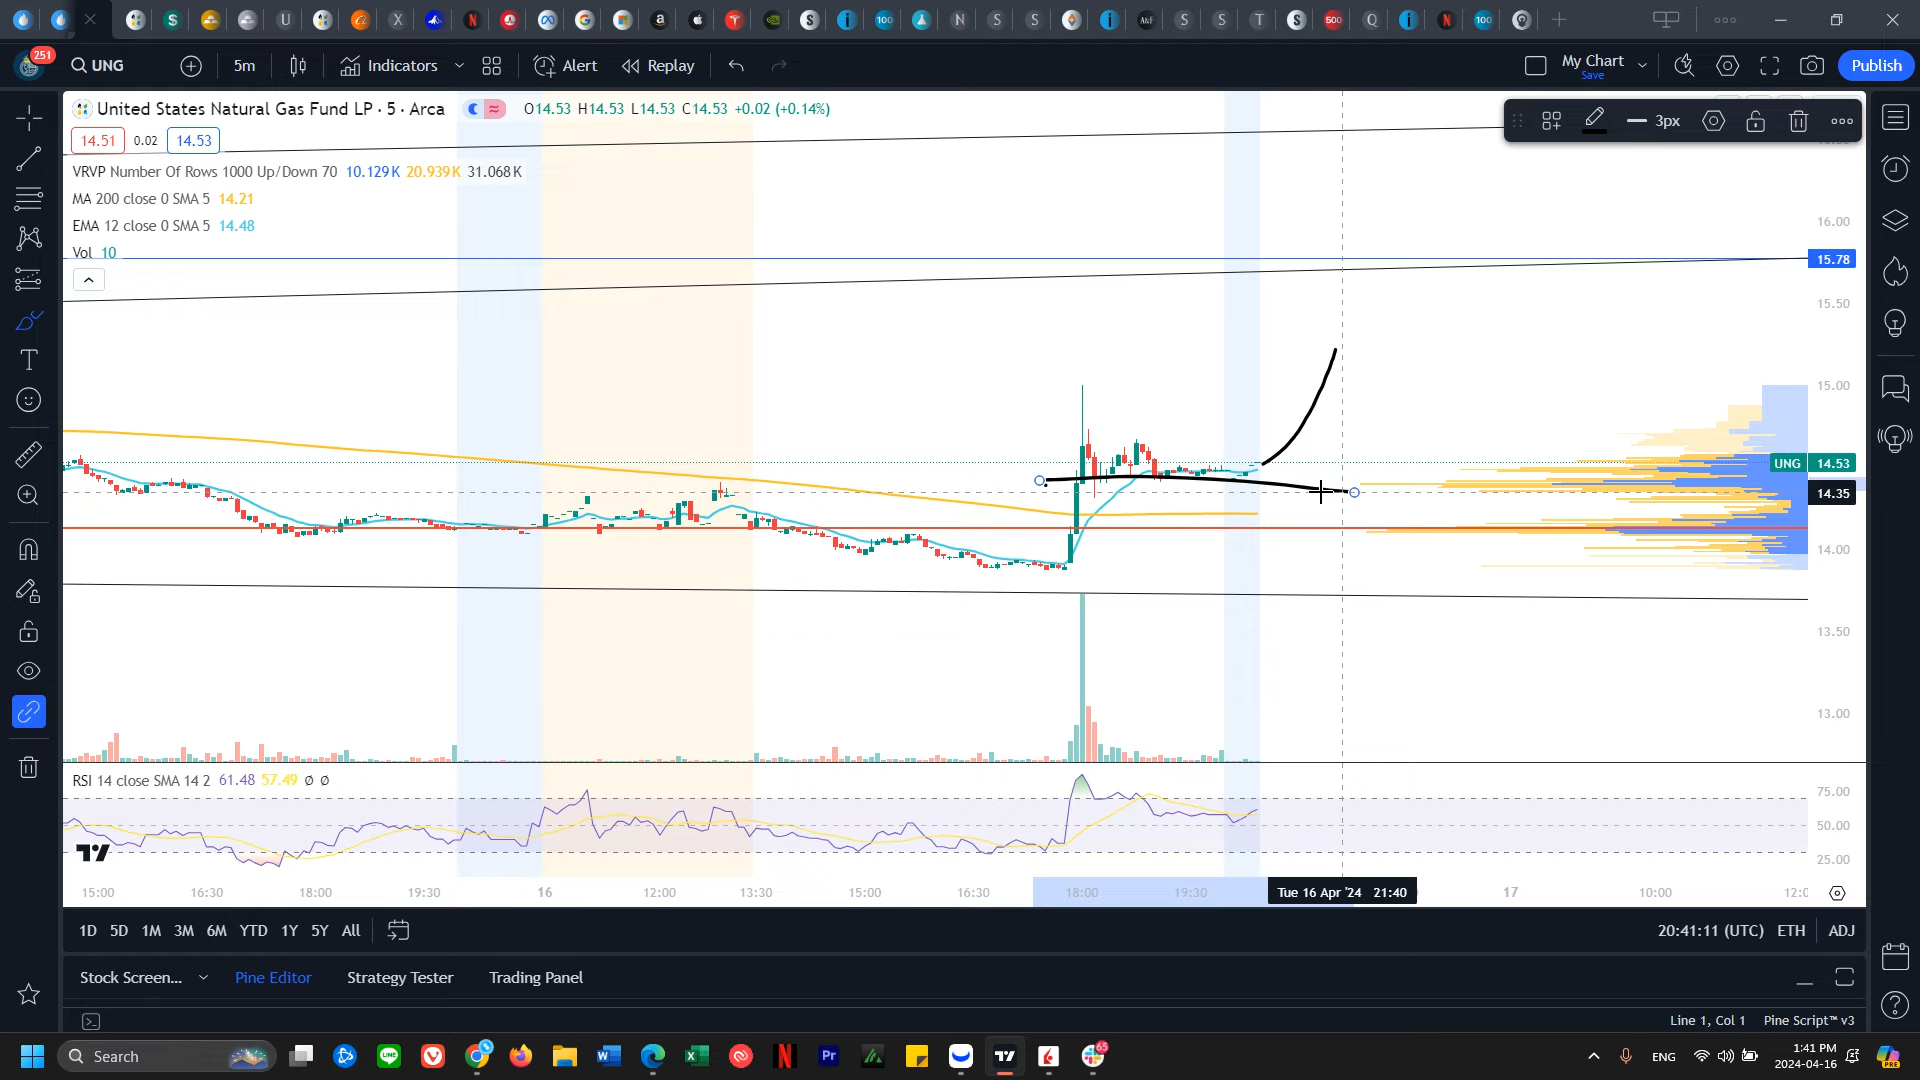 251
UNG
5m
Indicators
Alert
Replay
My Chart
Save
Publish
United States Natural Gas Fund LP · 5 · Arca
O14.53 H14.53 L14.53 C14.53 +0.02 (+0.14%)
3px
14.51 0.02 14.53
VRVP Number Of Rows 1000 Up/Down 70 10.129K 20.939K 31.068K
MA 200 close 0 SMA 5 14.21
EMA 12 close 0 SMA 5 14.48
Vol 10
16.00
15.78
15.50
15.00
UNG 14.53
14.35
14.00
13.50
13.00
RSI 14 close SMA 14 2 61.48 57.49 Ø Ø
75.00
50.00
25.00
15:00 16:30 18:00 19:30 16 12:00 13:30 15:00 16:30 18:00 19:30 Tue 16 Apr '24 21:40 17 10:00
1D 5D 1M 3M 6M YTD 1Y 5Y All
20:41:11 (UTC) ETH ADJ
Stock Screen... Pine Editor Strategy Tester Trading Panel
Line 1, Col 1 Pine Script™ v3
Search
65
ENG
1:41 PM
2024-04-16